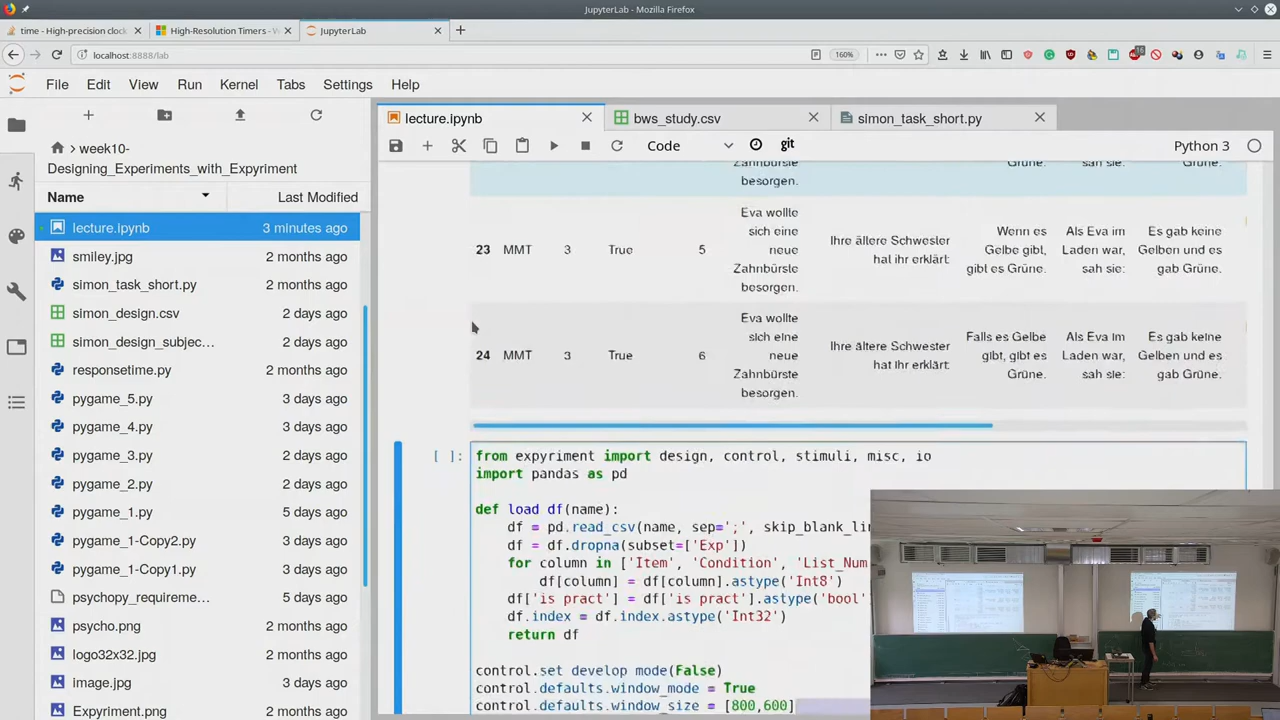 JupyterLab - Mozilla Firefox
time - High-precision clock
High-Resolution Timers - W
JupyterLab
localhost:8888/lab
160%
16
File Edit View Run Kernel Tabs Settings Help
lecture.ipynb
bws_study.csv
simon_task_short.py
Code
git
Python 3
> week10-
Designing_Experiments_with_Expyriment
Name Last Modified
lecture.ipynb 3 minutes ago
smiley.jpg 2 months ago
simon_task_short.py 2 months ago
simon_design.csv 2 days ago
simon_design_subjec… 2 days ago
responsetime.py 2 months ago
pygame_5.py 3 days ago
pygame_4.py 3 days ago
pygame_3.py 2 days ago
pygame_2.py 2 days ago
pygame_1.py 5 days ago
pygame_1-Copy2.py 3 days ago
pygame_1-Copy1.py 3 days ago
psychopy_requireme… 5 days ago
psycho.png 2 months ago
logo32x32.jpg 2 months ago
image.jpg 3 days ago
Expyriment.png 2 months ago
Zahnbürste
besorgen.
Grüne.
sah sie:
Grüne.
23 MMT 3 True 5
Eva wollte
sich eine
neue
Zahnbürste
besorgen.
Ihre ältere Schwester
hat ihr erklärt:
Wenn es
Gelbe gibt,
gibt es Grüne.
Als Eva im
Laden war,
sah sie:
Es gab keine
Gelben und es
gab Grüne.
24 MMT 3 True 6
Eva wollte
sich eine
neue
Zahnbürste
besorgen.
Ihre ältere Schwester
hat ihr erklärt:
Falls es Gelbe
gibt, gibt es
Grüne.
Als Eva im
Laden war,
sah sie:
Es gab keine
Gelben und es
gab Grüne.
[ ]:
from expyriment import design, control, stimuli, misc, io
import pandas as pd
def load_df(name):
df = pd.read_csv(name, sep=';', skip_blank_lin
df = df.dropna(subset=['Exp'])
for column in ['Item', 'Condition', 'List_Num
df[column] = df[column].astype('Int8')
df['is_pract'] = df['is_pract'].astype('bool'
df.index = df.index.astype('Int32')
return df
control.set_develop_mode(False)
control.defaults.window_mode = True
control.defaults.window_size = [800,600]